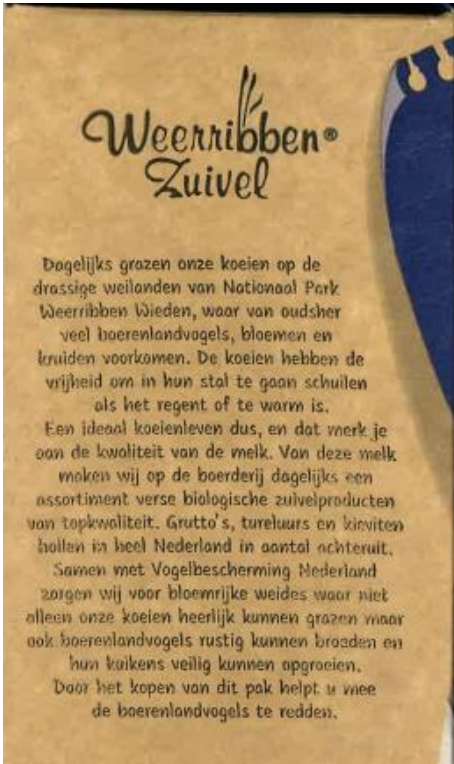 Weerribben®
Zuivel
Dagelijks grazen onze koeien op de
drassige weilanden van Nationaal Park
Weerribben Wieden, waar van oudsher
veel boerenlandvogels, bloemen en
kruiden voorkomen. De koeien hebben de
vrijheid om in hun stal te gaan schuilen
als het regent of te warm is.
Een ideaal koeienleven dus, en dat merk je
aan de kwaliteit van de melk. Van deze melk
maken wij op de boerderij dagelijks een
assortiment verse biologische zuivelproducten
van topkwaliteit. Grutto's, tureluurs en kieviten
hollen in heel Nederland in aantal achteruit.
Samen met Vogelbescherming Nederland
zorgen wij voor bloemrijke weides waar niet
alleen onze koeien heerlijk kunnen grazen maar
ook boerenlandvogels rustig kunnen broeden en
hun kuikens veilig kunnen opgroeien.
Door het kopen van dit pak helpt u mee
de boerenlandvogels te redden.